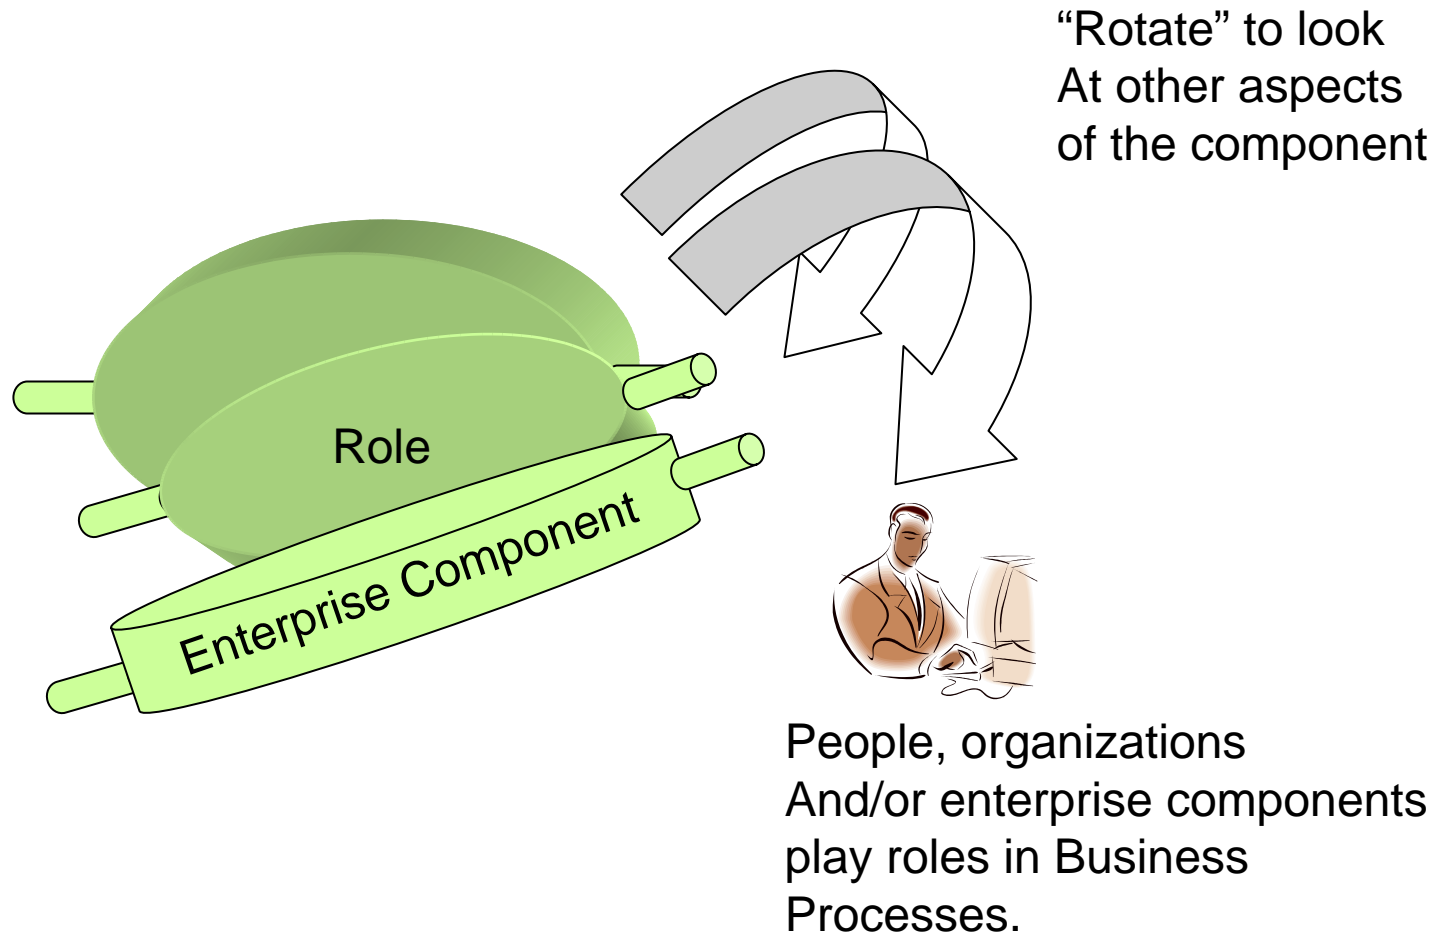 “Rotate” to look
At other aspects
of the component
Role
Enterprise Component
People, organizations
And/or enterprise components
play roles in Business
Processes.